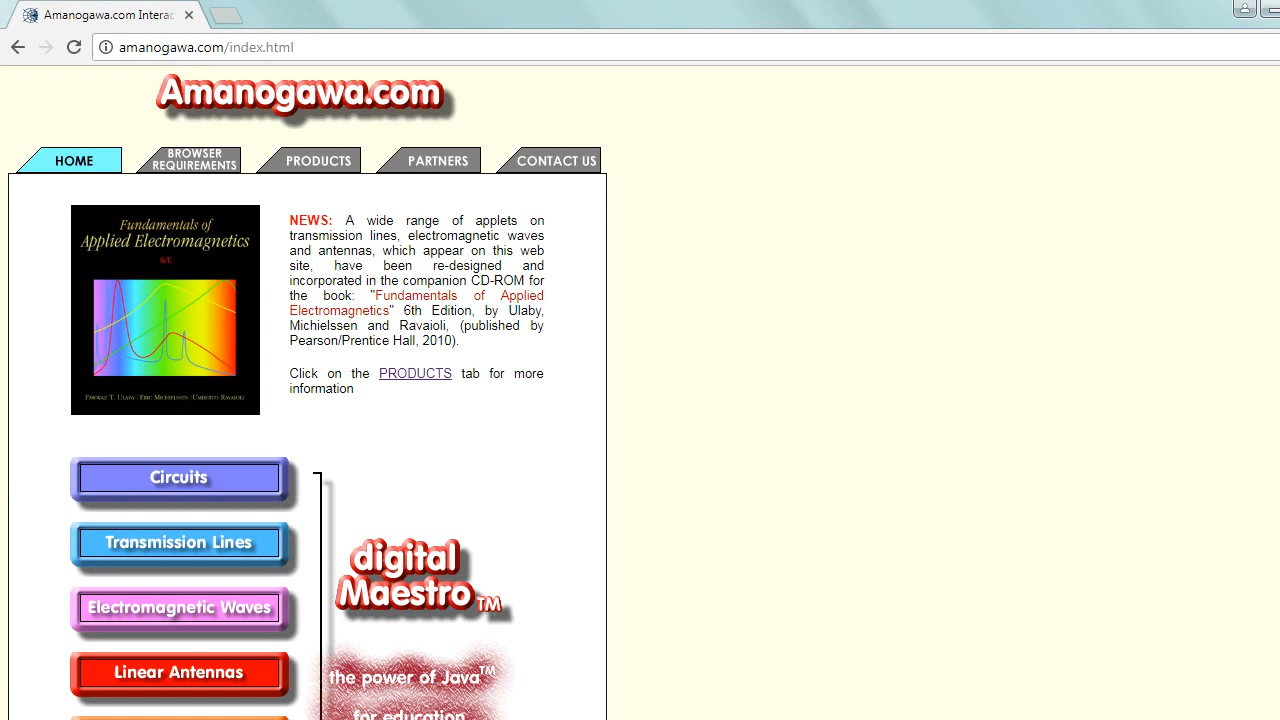 Amanogawa.com Interac
amanogawa.com/index.html
Amanogawa.com
HOME
BROWSER
REQUIREMENTS
PRODUCTS
PARTNERS
CONTACT US
Fundamentals of
Applied Electromagnetics
6/E
FAWWAZ T. ULABY | ERIC MICHIELSSEN | UMBERTO RAVAIOLI
NEWS: A wide range of applets on
transmission lines, electromagnetic waves
and antennas, which appear on this web
site, have been re-designed and
incorporated in the companion CD-ROM for
the book: "Fundamentals of Applied
Electromagnetics" 6th Edition, by Ulaby,
Michielssen and Ravaioli, (published by
Pearson/Prentice Hall, 2010).
Click on the PRODUCTS tab for more
information
Circuits
Transmission Lines
Electromagnetic Waves
Linear Antennas
digital
Maestro TM
the power of Java TM
for education